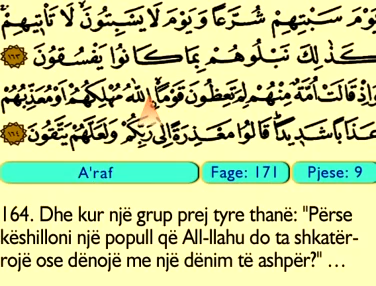 يَوْمَ سَبْتِهِمْ شُرَّعًا وَيَوْمَ لَا يَسْبِتُونَ لَا تَأْتِيهِمْ
كَذَٰلِكَ نَبْلُوهُمْ بِمَا كَانُوا يَفْسُقُونَ ١٦٣
وَإِذْ قَالَتْ أُمَّةٌ مِنْهُمْ لِمَ تَعِظُونَ قَوْمًا اللَّهُ مُهْلِكُهُمْ أَوْ مُعَذِّبُهُمْ
عَذَابًا شَدِيدًا قَالُوا مَعْذِرَةً إِلَىٰ رَبِّكُمْ وَلَعَلَّهُمْ يَتَّقُونَ ١٦٤
A'raf Fage: 171 Pjese: 9
164. Dhe kur një grup prej tyre thanë: "Përse
këshilloni një popull që All-llahu do ta shkatër-
rojë ose dënojë me një dënim të ashpër?" ...